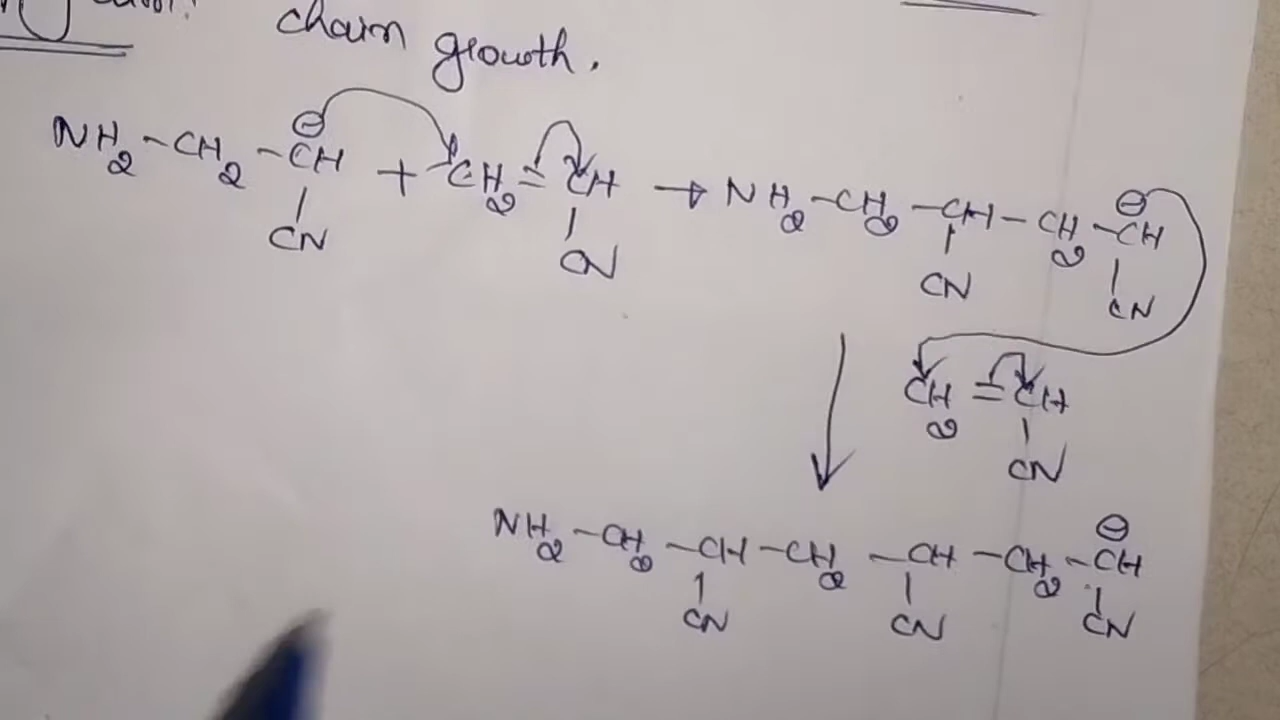 chain growth.
NH2-CH2-CH⊖ + CH2=CH → NH2-CH2-CH-CH2-CH⊖
CN CN CN CN
CH2=CH
CN
NH2-CH2-CH-CH2-CH-CH2-CH⊖
CN CN CN